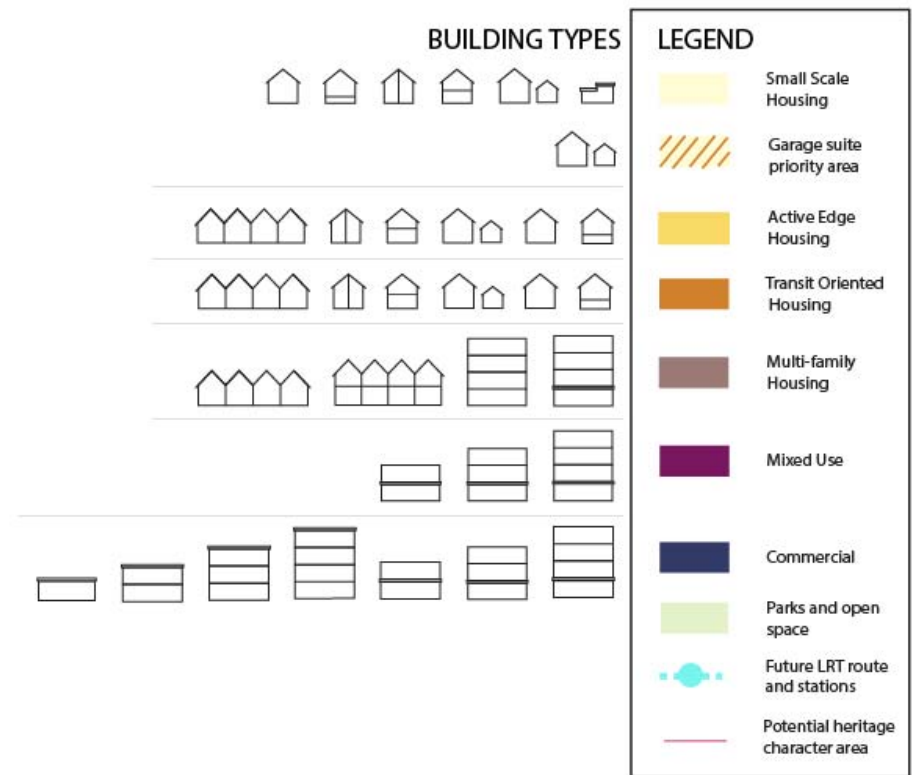 BUILDING TYPES
LEGEND
Small Scale
Housing
Garage suite
priority area
Active Edge
Housing
Transit Oriented
Housing
Multi-family
Housing
Mixed Use
Commercial
Parks and open
space
Future LRT route
and stations
Potential heritage
character area